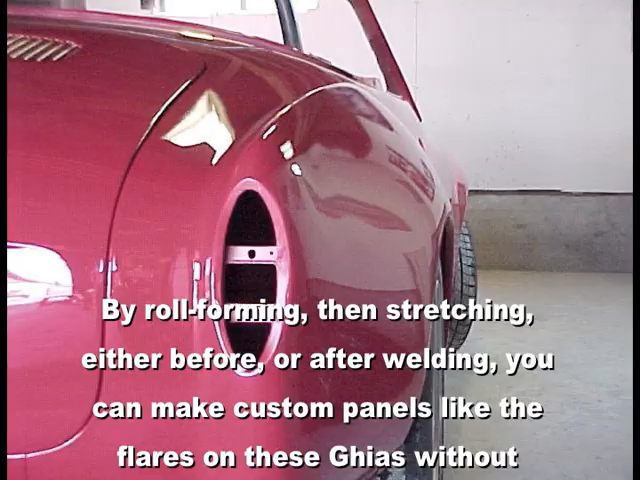 By roll-forming, then stretching,
either before, or after welding, you
can make custom panels like the
flares on these Ghias without